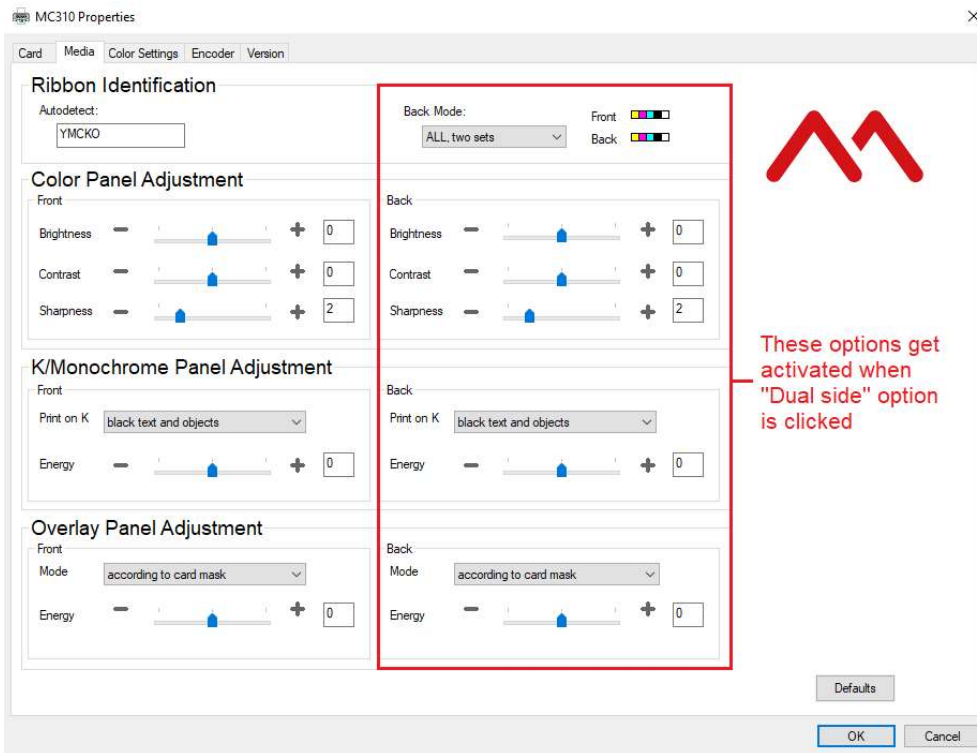 MC310 Properties
Card Media Color Settings Encoder Version
Ribbon Identification
Autodetect:
YMCKO
Back Mode:
ALL, two sets
Front
Back
Color Panel Adjustment
Front
Brightness 0
Contrast 0
Sharpness 2
Back
Brightness 0
Contrast 0
Sharpness 2
K/Monochrome Panel Adjustment
Front
Print on K black text and objects
Energy 0
Back
Print on K black text and objects
Energy 0
Overlay Panel Adjustment
Front
Mode according to card mask
Energy 0
Back
Mode according to card mask
Energy 0
These options get
activated when
"Dual side" option
is clicked
Defaults
OK Cancel